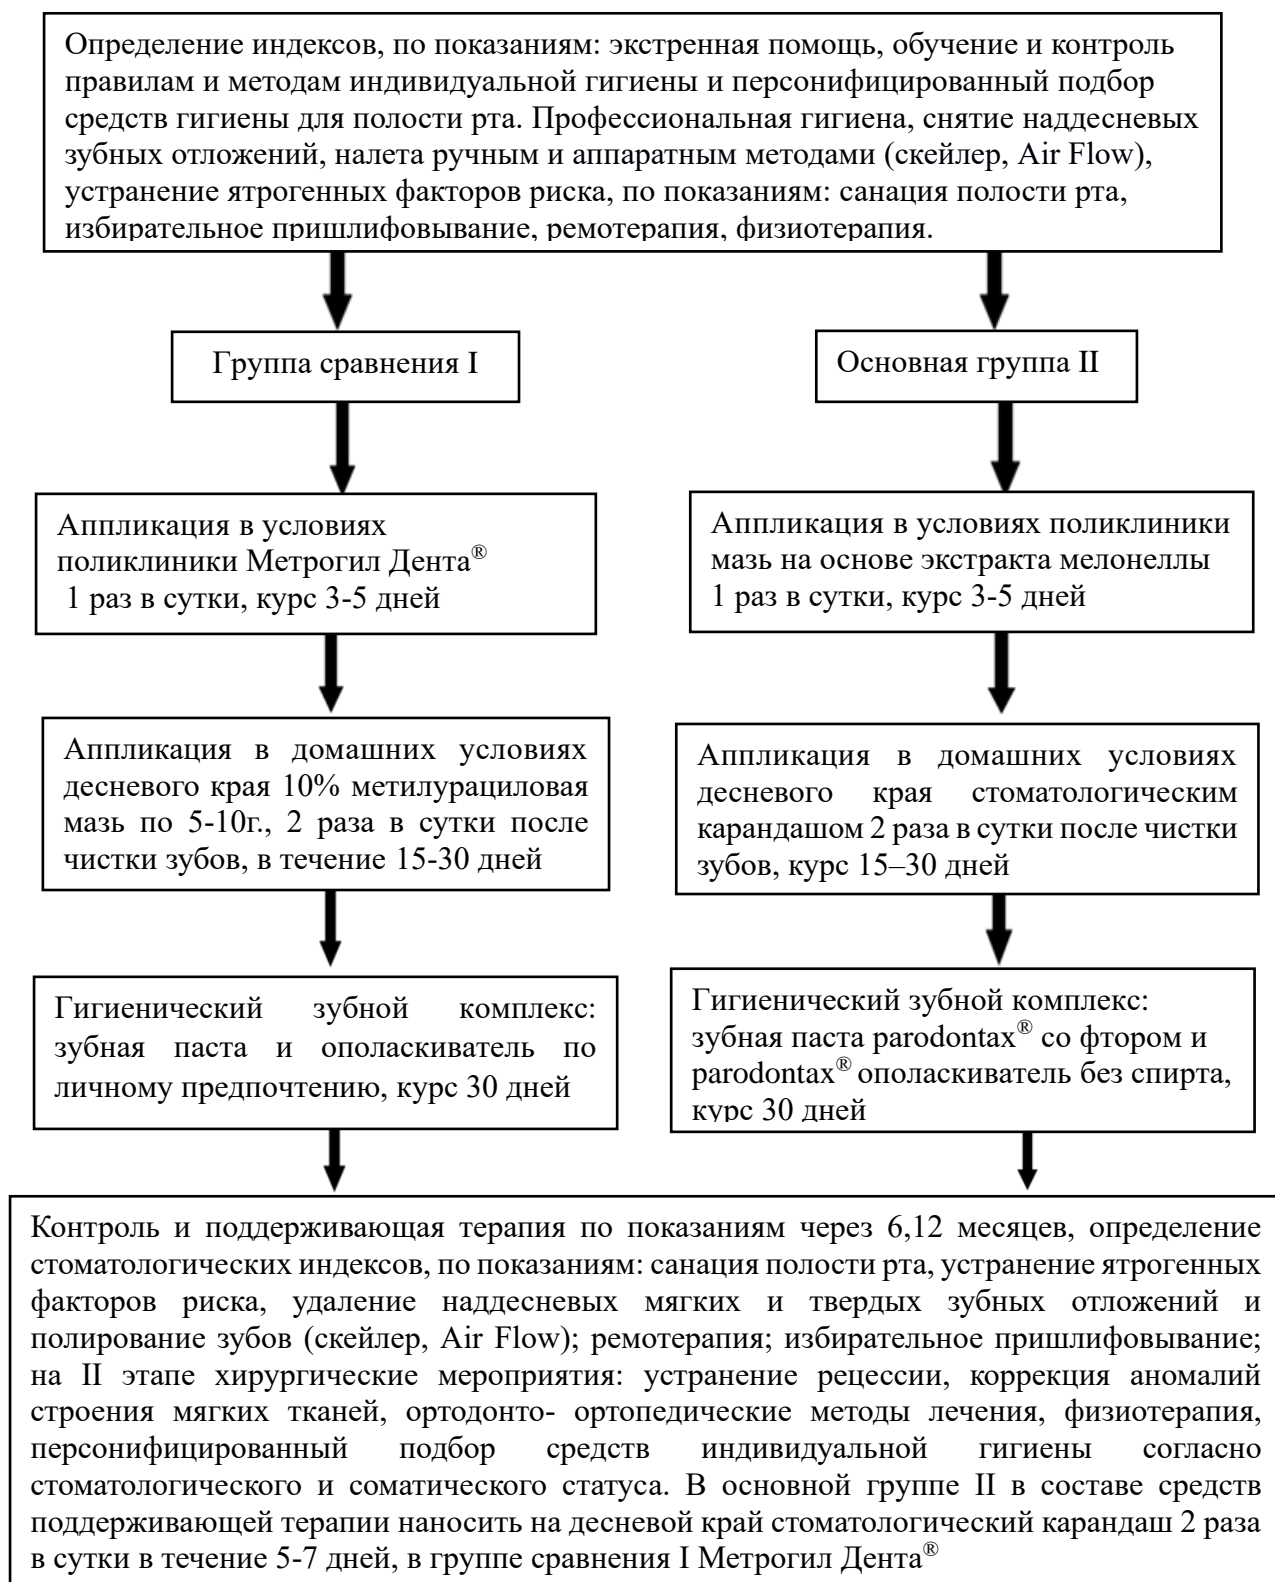 Определение индексов, по показаниям: экстренная помощь, обучение и контроль
правилам и методам индивидуальной гигиены и персонифицированный подбор
средств гигиены для полости рта. Профессиональная гигиена, снятие наддесневых
зубных отложений, налета ручным и аппаратным методами (скейлер, Air Flow),
устранение ятрогенных факторов риска, по показаниям: санация полости рта,
избирательное пришлифовывание, ремотерапия, физиотерапия.
Группа сравнения I
Основная группа II
Аппликация в условиях
поликлиники Метрогил Дента®
1 раз в сутки, курс 3-5 дней
Аппликация в условиях поликлиники
мазь на основе экстракта мелонеллы
1 раз в сутки, курс 3-5 дней
Аппликация в домашних условиях
десневого края 10% метилурациловая
мазь по 5-10г., 2 раза в сутки после
чистки зубов, в течение 15-30 дней
Аппликация в домашних условиях
десневого края стоматологическим
карандашом 2 раза в сутки после чистки
зубов, курс 15–30 дней
Гигиенический зубной комплекс:
зубная паста и ополаскиватель по
личному предпочтению, курс 30 дней
Гигиенический зубной комплекс:
зубная паста parodontax® со фтором и
parodontax® ополаскиватель без спирта,
курс 30 дней
Контроль и поддерживающая терапия по показаниям через 6,12 месяцев, определение
стоматологических индексов, по показаниям: санация полости рта, устранение ятрогенных
факторов риска, удаление наддесневых мягких и твердых зубных отложений и
полирование зубов (скейлер, Air Flow); ремотерапия; избирательное пришлифовывание;
на II этапе хирургические мероприятия: устранение рецессии, коррекция аномалий
строения мягких тканей, ортодонто- ортопедические методы лечения, физиотерапия,
персонифицированный подбор средств индивидуальной гигиены согласно
стоматологического и соматического статуса. В основной группе II в составе средств
поддерживающей терапии наносить на десневой край стоматологический карандаш 2 раза
в сутки в течение 5-7 дней, в группе сравнения I Метрогил Дента®